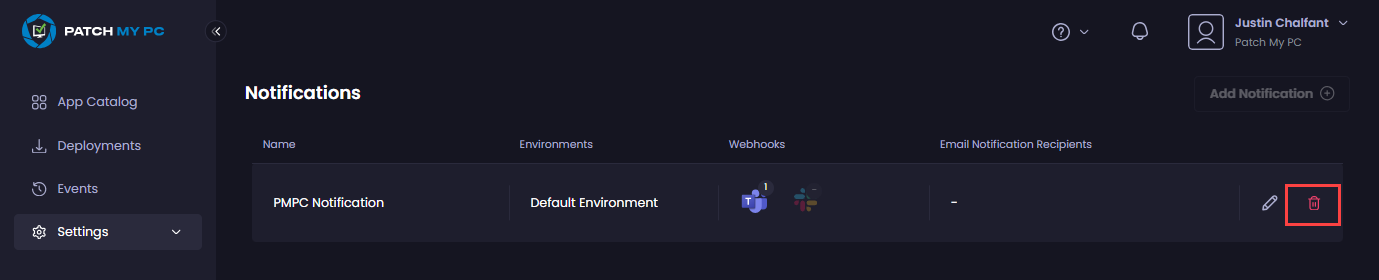 PATCH MY PC
Justin Chalfant
Patch My PC
App Catalog
Deployments
Events
Settings
Notifications
Add Notification
Name Environments Webhooks Email Notification Recipients
PMPC Notification Default Environment T 1 - -